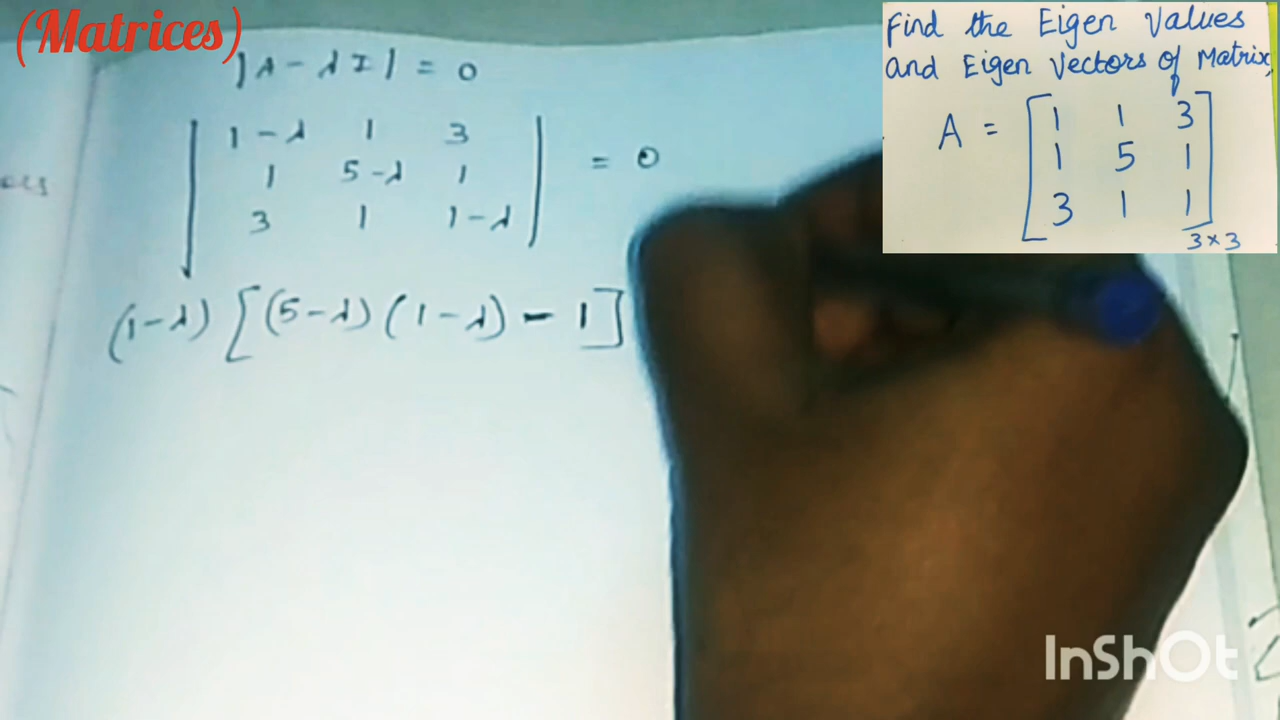 (Matrices)
|A - λI| = 0
1-λ 1 3
1 5-λ 1 = 0
3 1 1-λ
(1-λ) [(5-λ)(1-λ) - 1]
Find the Eigen Values
and Eigen Vectors of Matrix,
A = [1 1 3
1 5 1
3 1 1]
3×3
InShOt